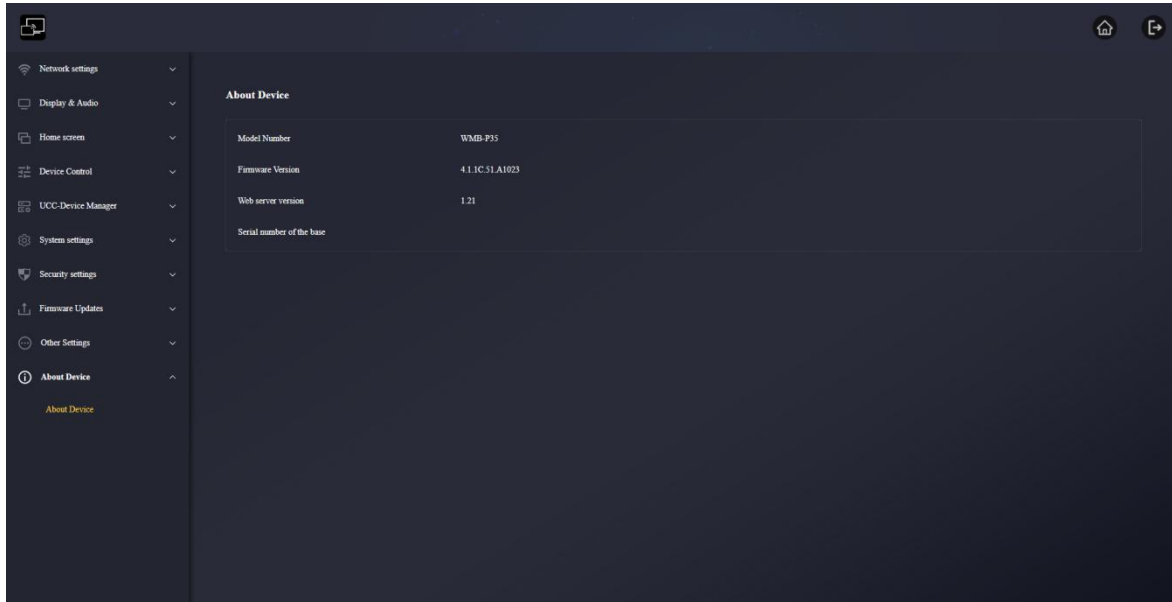 Network settings
Display & Audio
Home screen
Device Control
UCC-Device Manager
System settings
Security settings
Firmware Updates
Other Settings
About Device
About Device
About Device
Model Number WMB-P35
Firmware Version 4.1.1C.51.A1023
Web server version 1.21
Serial number of the base